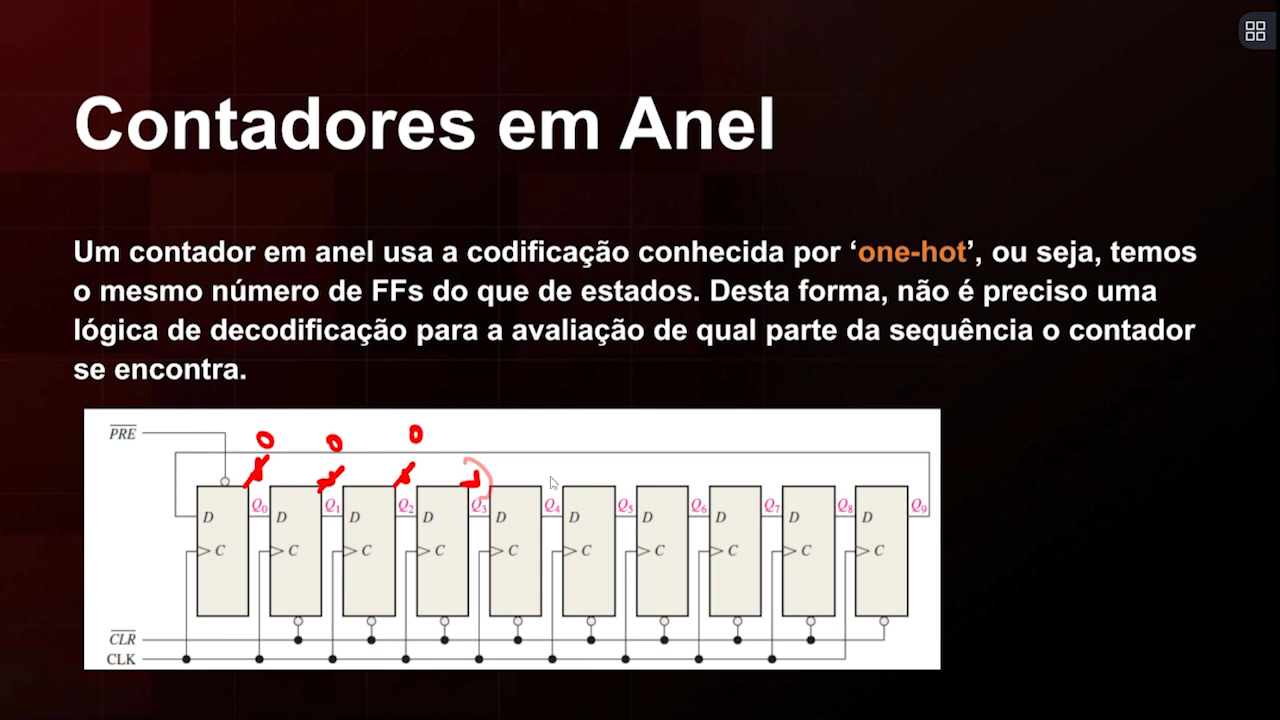 Contadores em Anel
Um contador em anel usa a codificação conhecida por ‘one-hot’, ou seja, temos
o mesmo número de FFs do que de estados. Desta forma, não é preciso uma
lógica de decodificação para a avaliação de qual parte da sequência o contador
se encontra.
PRE
0 0 0
Q0 Q1 Q2 Q3 Q4 Q5 Q6 Q7 Q8 Q9
D D D D D D D D D D
C C C C C C C C C C
CLR
CLK